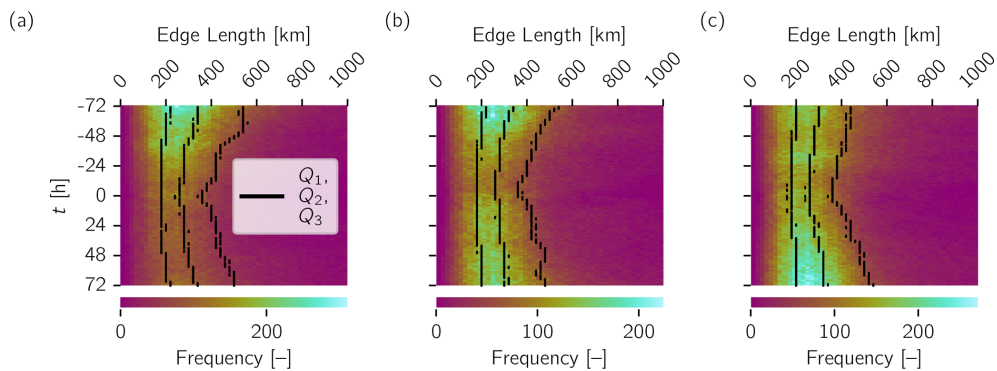 (a)
Edge Length [km]
0 200 400 600 800 1000
-72
-48
-24
0
24
48
72
t [h]
Q1,
Q2,
Q3
0 200
Frequency [–]
(b)
Edge Length [km]
0 200 400 600 800 1000
0 100 200
Frequency [–]
(c)
Edge Length [km]
0 200 400 600 800 1000
0 100 200
Frequency [–]